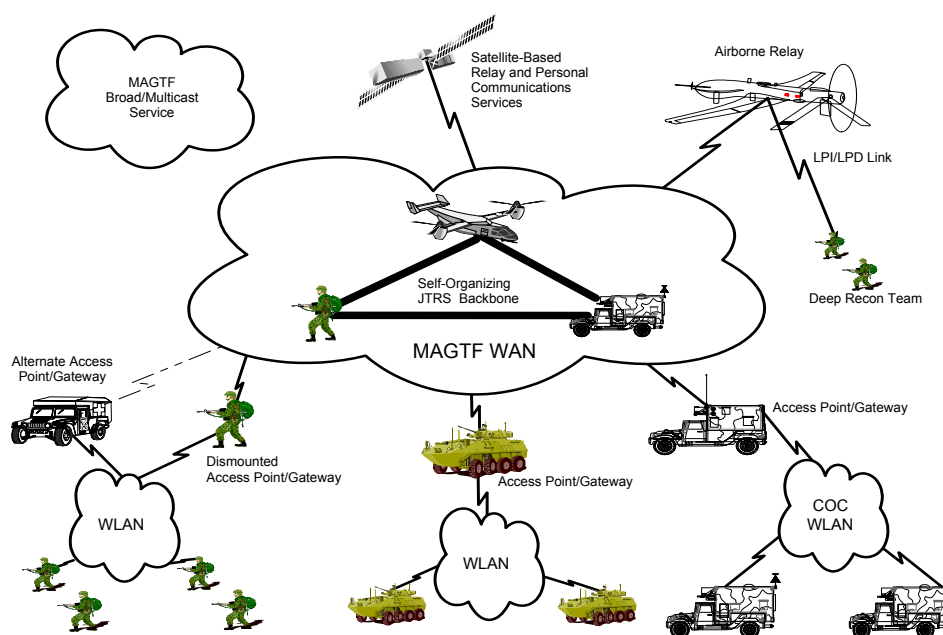 MAGTF
Broad/Multicast
Service
Satellite-Based
Relay and Personal
Communications
Services
Airborne Relay
LPI/LPD Link
Deep Recon Team
Self-Organizing
JTRS Backbone
MAGTF WAN
Alternate Access
Point/Gateway
Dismounted
Access Point/Gateway
Access Point/Gateway
Access Point/Gateway
WLAN
WLAN
COC
WLAN